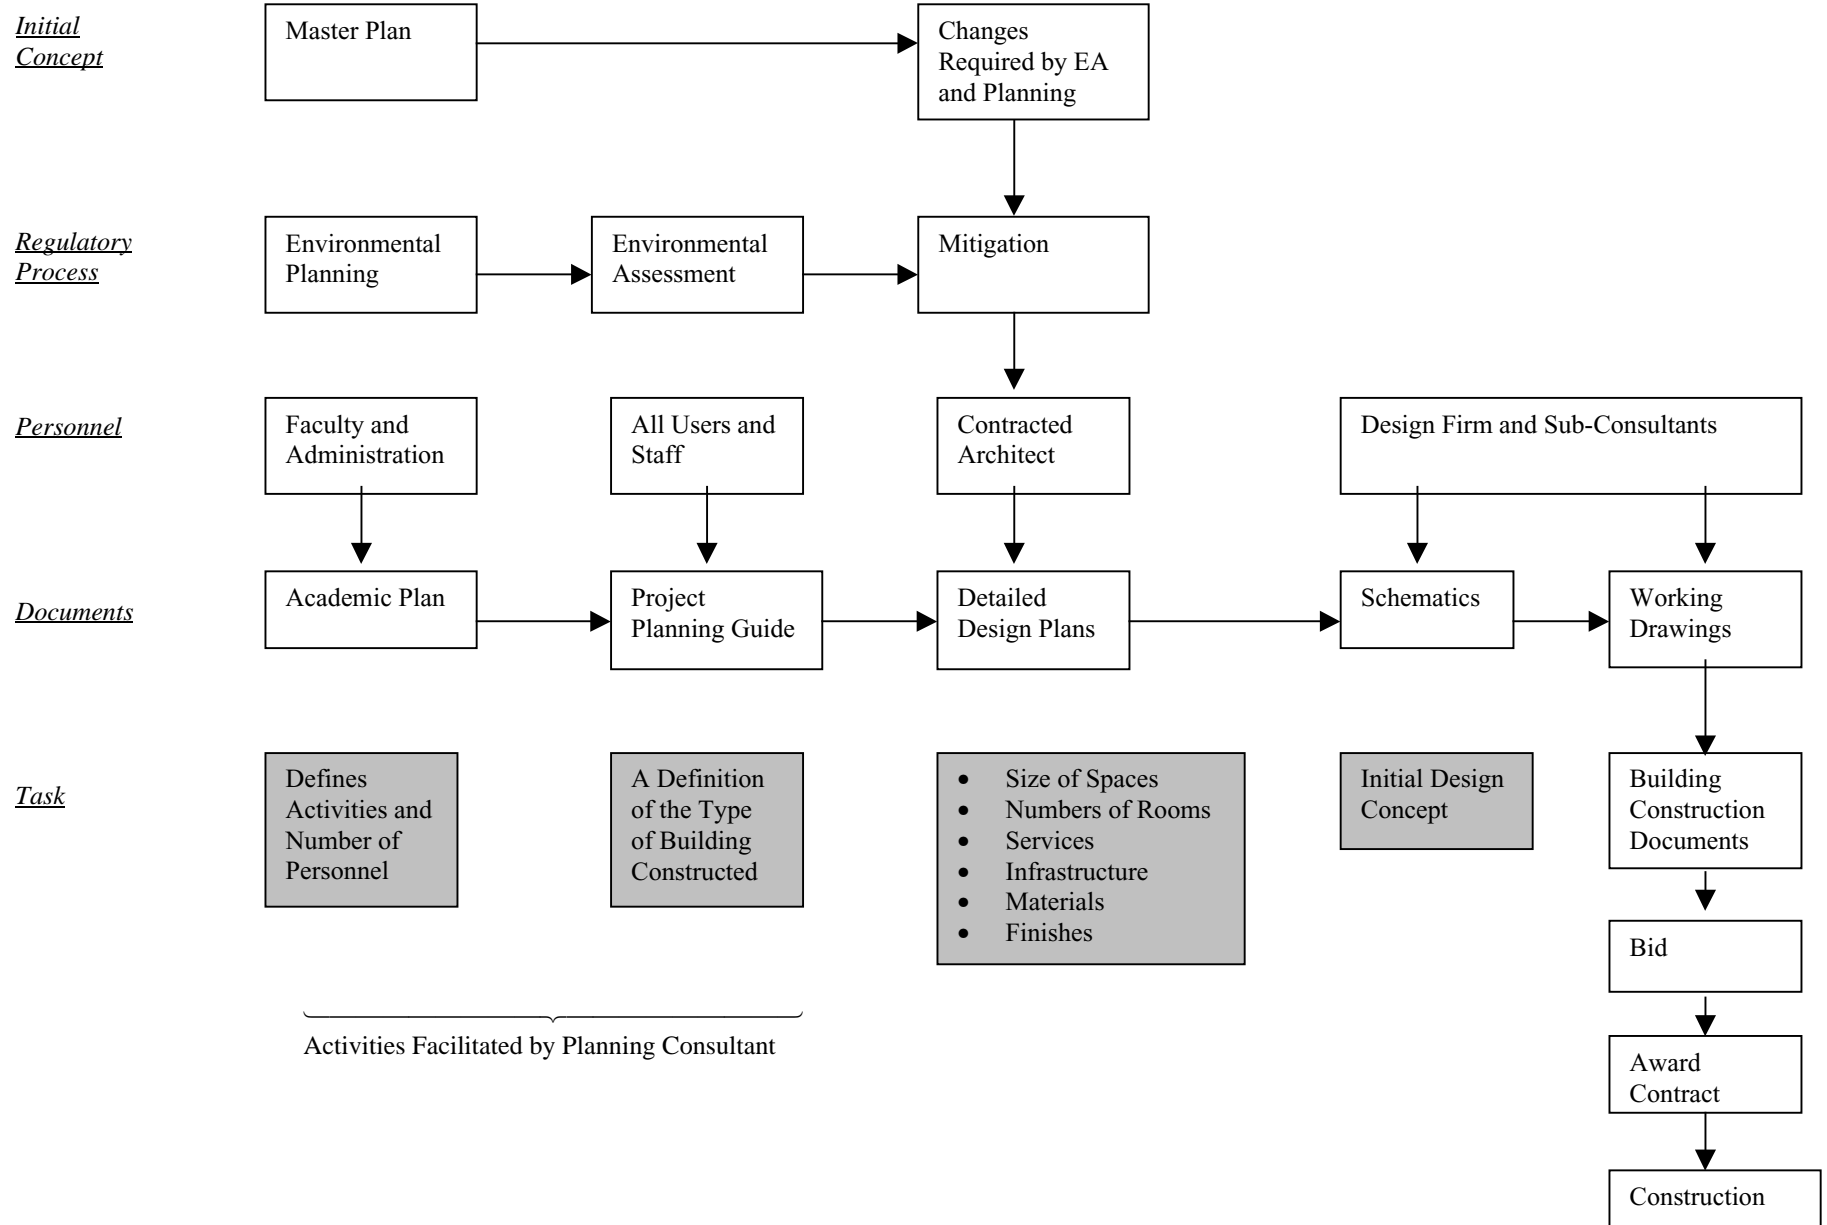 Initial
Concept
Master Plan
Changes
Required by EA
and Planning
Regulatory
Process
Environmental
Planning
Environmental
Assessment
Mitigation
Personnel
Faculty and
Administration
All Users and
Staff
Contracted
Architect
Design Firm and Sub-Consultants
Documents
Academic Plan
Project
Planning Guide
Detailed
Design Plans
Schematics
Working
Drawings
Task
Defines
Activities and
Number of
Personnel
A Definition
of the Type
of Building
Constructed
• Size of Spaces
• Numbers of Rooms
• Services
• Infrastructure
• Materials
• Finishes
Initial Design
Concept
Building
Construction
Documents
Bid
Activities Facilitated by Planning Consultant
Award
Contract
Construction